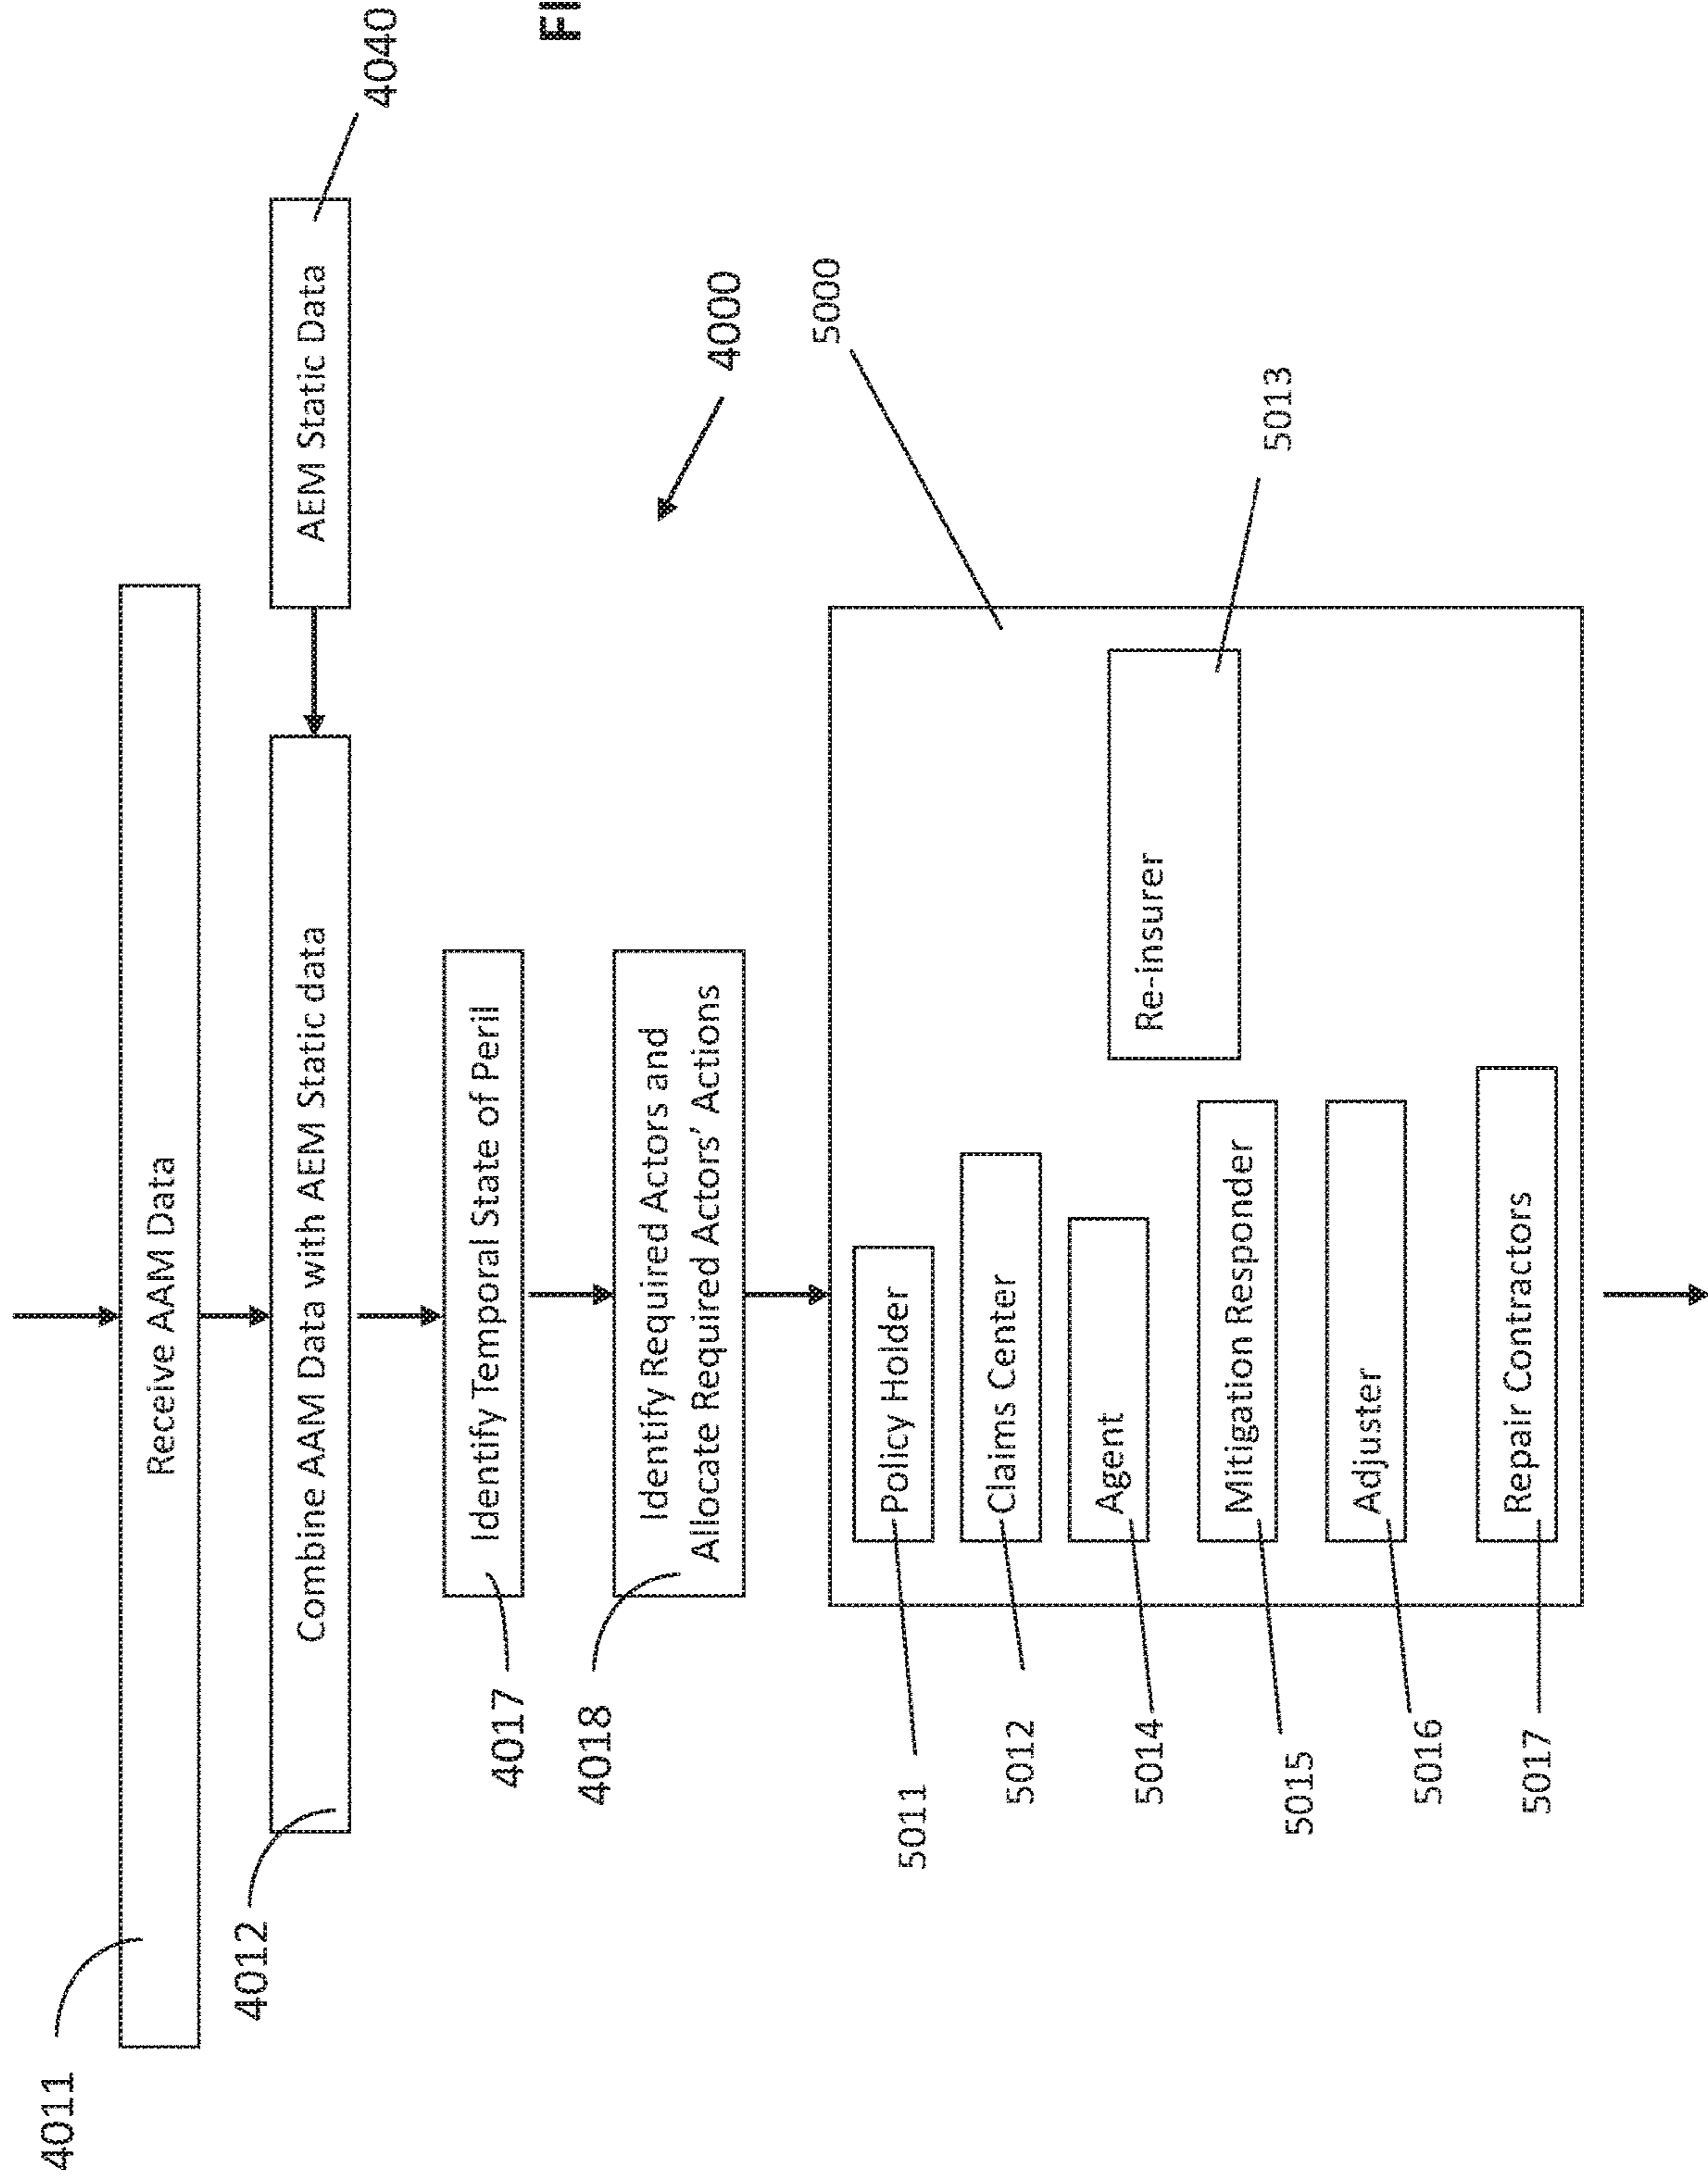 4011
Receive AAM Data
4012
Combine AAM Data with AEM Static data
AEM Static Data
4040
4017
Identify Temporal State of Peril
4018
Identify Required Actors and
Allocate Required Actors' Actions
4000
5000
5011
Policy Holder
5012
Claims Center
5014
Agent
Re-insurer
5013
5015
Mitigation Responder
5016
Adjuster
5017
Repair Contractors